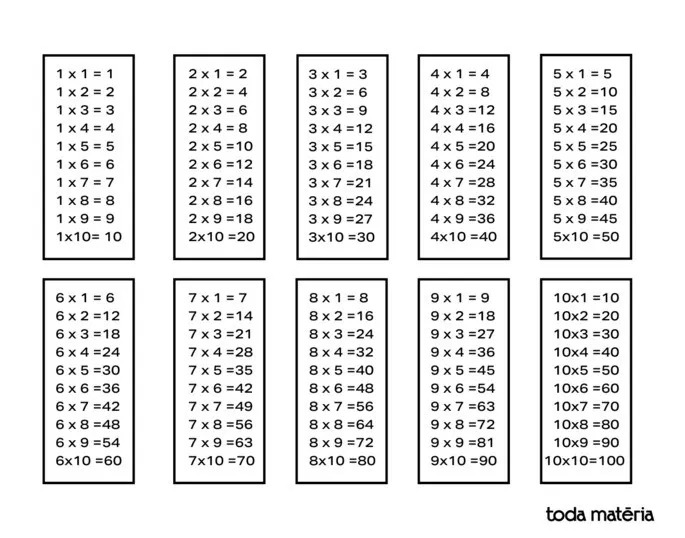 1 x 1 = 1
1 x 2 = 2
1 x 3 = 3
1 x 4 = 4
1 x 5 = 5
1 x 6 = 6
1 x 7 = 7
1 x 8 = 8
1 x 9 = 9
1x10= 10
2 x 1 = 2
2 x 2 = 4
2 x 3 = 6
2 x 4 = 8
2 x 5 =10
2 x 6 =12
2 x 7 =14
2 x 8 =16
2 x 9 =18
2x10 =20
3 x 1 = 3
3 x 2 = 6
3 x 3 = 9
3 x 4 =12
3 x 5 =15
3 x 6 =18
3 x 7 =21
3 x 8 =24
3 x 9 =27
3x10 =30
4 x 1 = 4
4 x 2 = 8
4 x 3 =12
4 x 4 =16
4 x 5 =20
4 x 6 =24
4 x 7 =28
4 x 8 =32
4 x 9 =36
4x10 =40
5 x 1 = 5
5 x 2 =10
5 x 3 =15
5 x 4 =20
5 x 5 =25
5 x 6 =30
5 x 7 =35
5 x 8 =40
5 x 9 =45
5x10 =50
6 x 1 = 6
6 x 2 =12
6 x 3 =18
6 x 4 =24
6 x 5 =30
6 x 6 =36
6 x 7 =42
6 x 8 =48
6 x 9 =54
6x10 =60
7 x 1 = 7
7 x 2 =14
7 x 3 =21
7 x 4 =28
7 x 5 =35
7 x 6 =42
7 x 7 =49
7 x 8 =56
7 x 9 =63
7x10 =70
8 x 1 = 8
8 x 2 =16
8 x 3 =24
8 x 4 =32
8 x 5 =40
8 x 6 =48
8 x 7 =56
8 x 8 =64
8 x 9 =72
8x10 =80
9 x 1 = 9
9 x 2 =18
9 x 3 =27
9 x 4 =36
9 x 5 =45
9 x 6 =54
9 x 7 =63
9 x 8 =72
9 x 9 =81
9x10 =90
10x1 =10
10x2 =20
10x3 =30
10x4 =40
10x5 =50
10x6 =60
10x7 =70
10x8 =80
10x9 =90
10x10=100
toda matéria